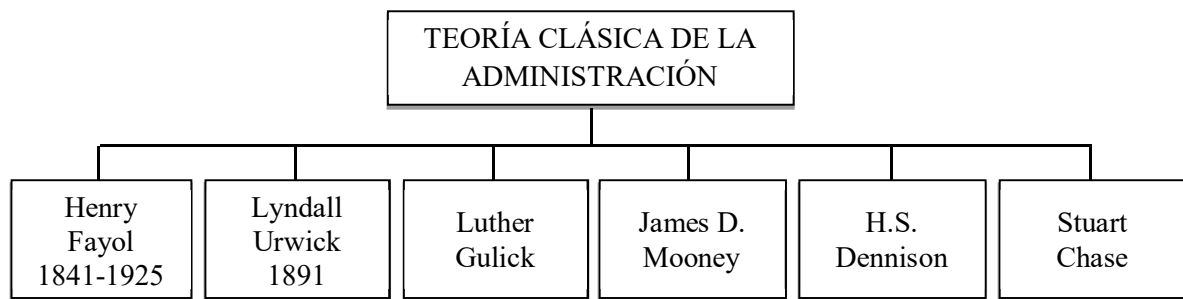 TEORÍA CLÁSICA DE LA
ADMINISTRACIÓN
Henry
Fayol
1841-1925
Lyndall
Urwick
1891
Luther
Gulick
James D.
Mooney
H.S.
Dennison
Stuart
Chase